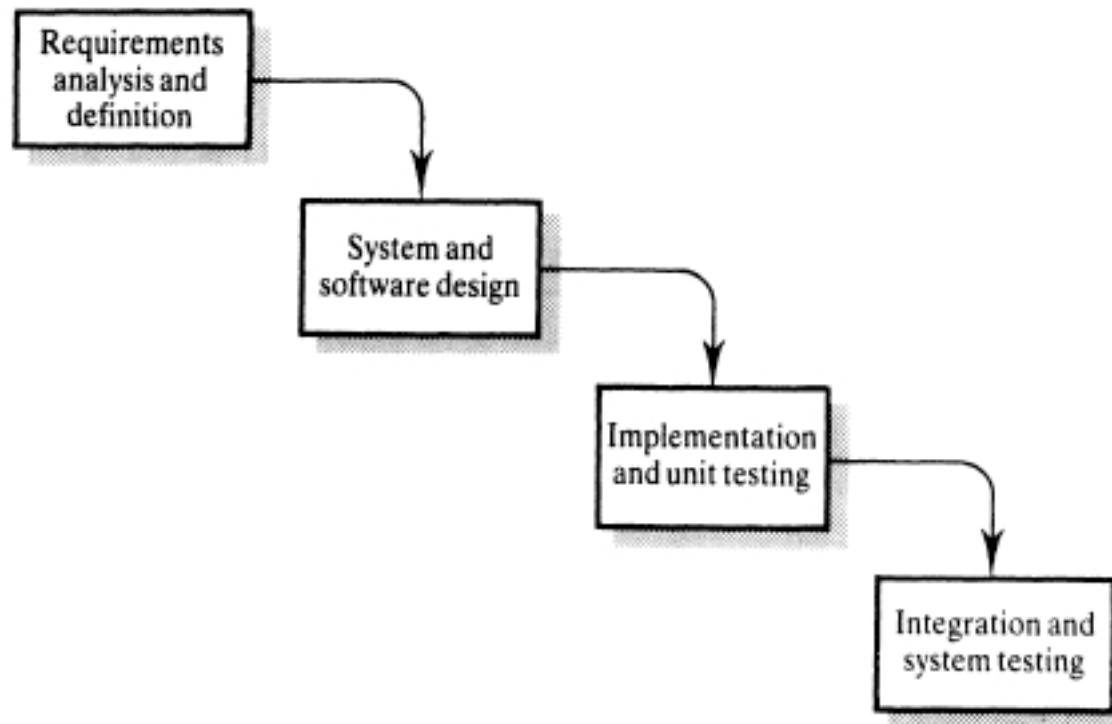 Requirements
analysis and
definition
System and
software design
Implementation
and unit testing
Integration and
system testing